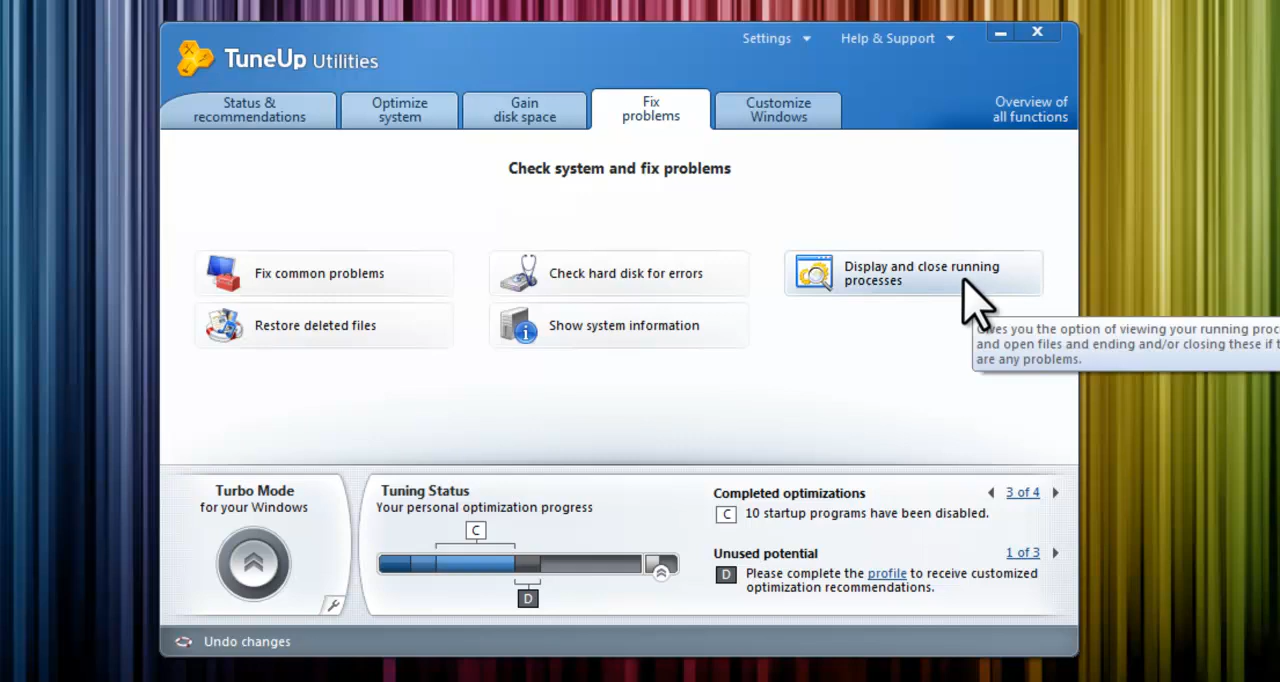 Settings
Help & Support
TuneUp Utilities
Status &
recommendations
Optimize
system
Gain
disk space
Fix
problems
Customize
Windows
Overview of
all functions
Check system and fix problems
Fix common problems
Check hard disk for errors
Display and close running
processes
Restore deleted files
Show system information
Gives you the option of viewing your running
and open files and ending and/or closing these if
are any problems.
Turbo Mode
for your Windows
Tuning Status
Your personal optimization progress
C
D
Completed optimizations
3 of 4
C 10 startup programs have been disabled.
Unused potential
1 of 3
D Please complete the profile to receive customized
optimization recommendations.
Undo changes